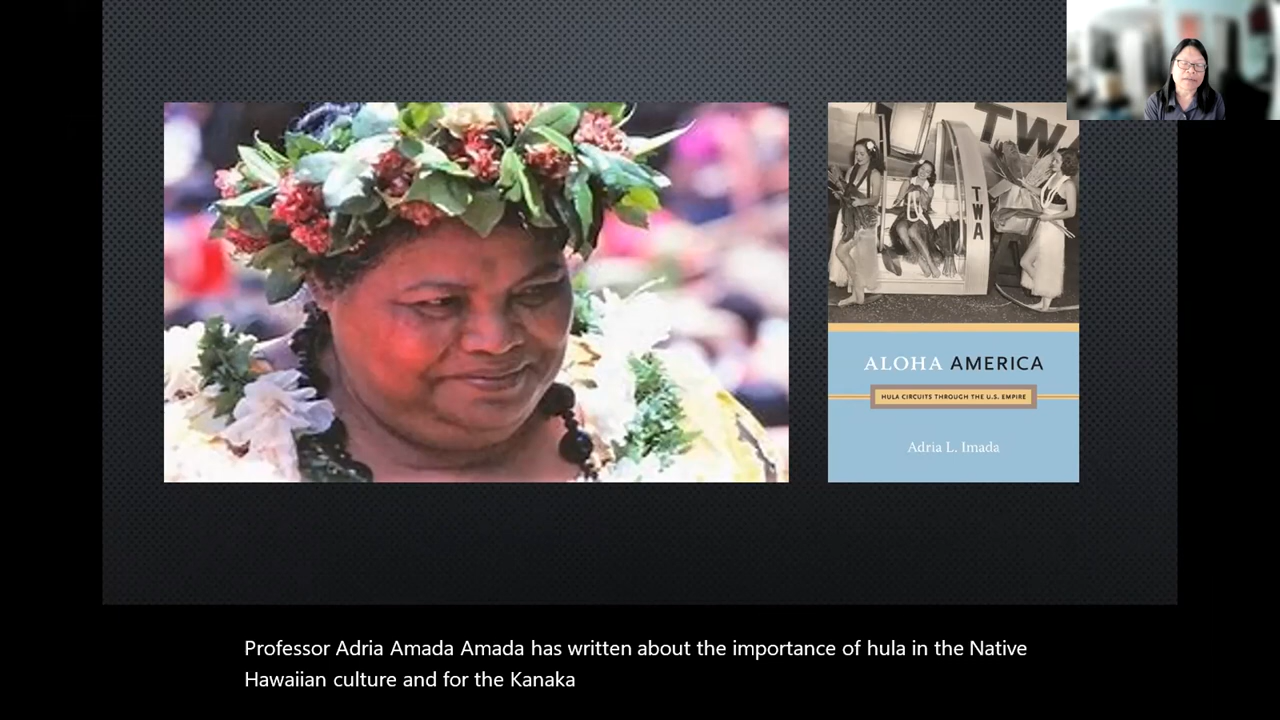 TWA
TWA
ALOHA AMERICA
HULA CIRCUITS THROUGH THE U.S. EMPIRE
Adria L. Imada
Professor Adria Amada Amada has written about the importance of hula in the Native
Hawaiian culture and for the Kanaka